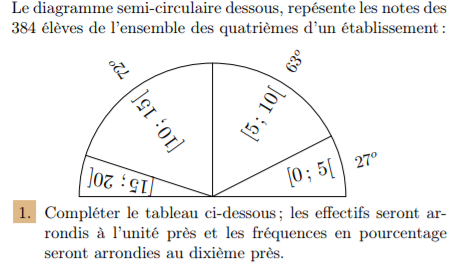 Le diagramme semi-circulaire dessous, repésente les notes des
384 élèves de l'ensemble des quatrièmes d'un établissement :
72°
63°
[10; 15[
[5; 10[
27°
[0; 5[
[15; 20[
1. Compléter le tableau ci-dessous; les effectifs seront ar-
rondis à l'unité près et les fréquences en pourcentage
seront arrondies au dixième près.